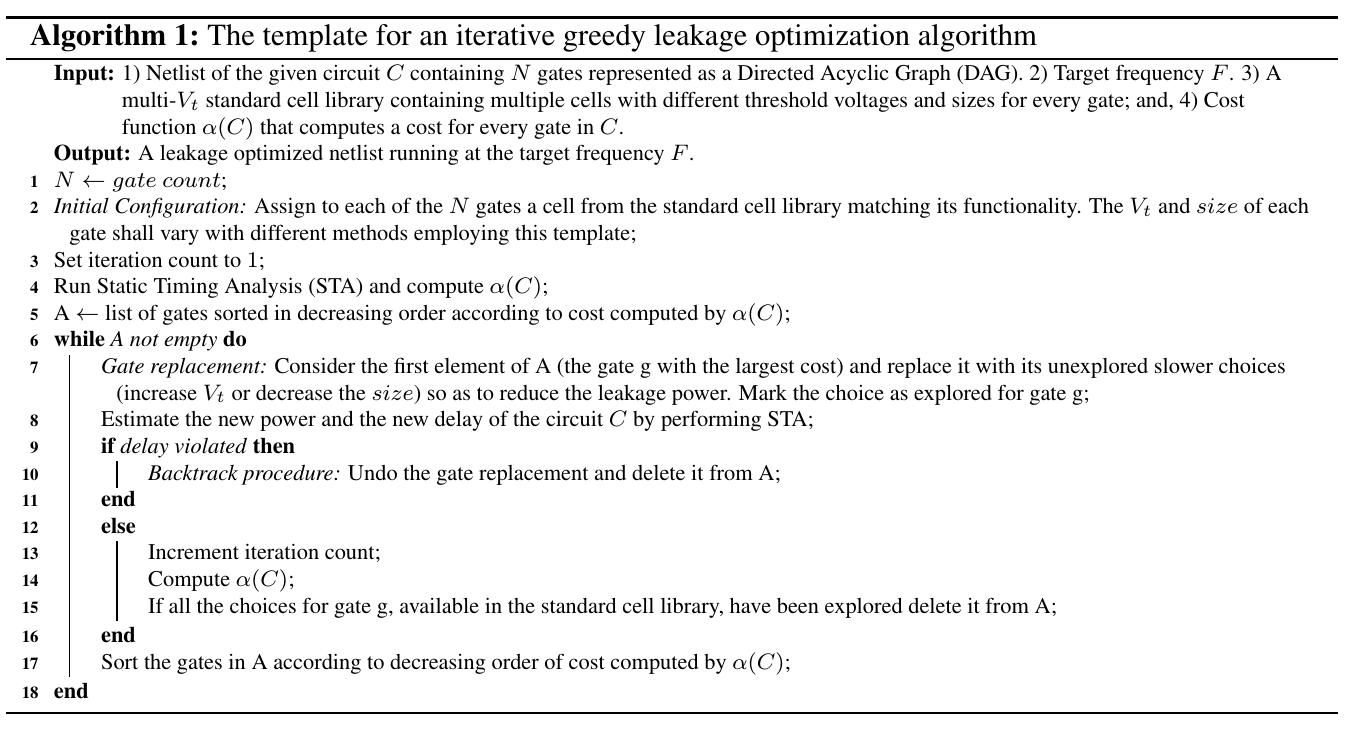 Algorithm 1: The template for an iterative greedy leakage optimization algorithm
Input: 1) Netlist of the given circuit C containing N gates represented as a Directed Acyclic Graph (DAG). 2) Target frequency F. 3) A
multi-V_t standard cell library containing multiple cells with different threshold voltages and sizes for every gate; and, 4) Cost
function α(C) that computes a cost for every gate in C.
Output: A leakage optimized netlist running at the target frequency F.
1 N ← gate count;
2 Initial Configuration: Assign to each of the N gates a cell from the standard cell library matching its functionality. The V_t and size of each
gate shall vary with different methods employing this template;
3 Set iteration count to 1;
4 Run Static Timing Analysis (STA) and compute α(C);
5 A ← list of gates sorted in decreasing order according to cost computed by α(C);
6 while A not empty do
7 Gate replacement: Consider the first element of A (the gate g with the largest cost) and replace it with its unexplored slower choices
(increase V_t or decrease the size) so as to reduce the leakage power. Mark the choice as explored for gate g;
8 Estimate the new power and the new delay of the circuit C by performing STA;
9 if delay violated then
10 Backtrack procedure: Undo the gate replacement and delete it from A;
11 end
12 else
13 Increment iteration count;
14 Compute α(C);
15 If all the choices for gate g, available in the standard cell library, have been explored delete it from A;
16 end
17 Sort the gates in A according to decreasing order of cost computed by α(C);
18 end